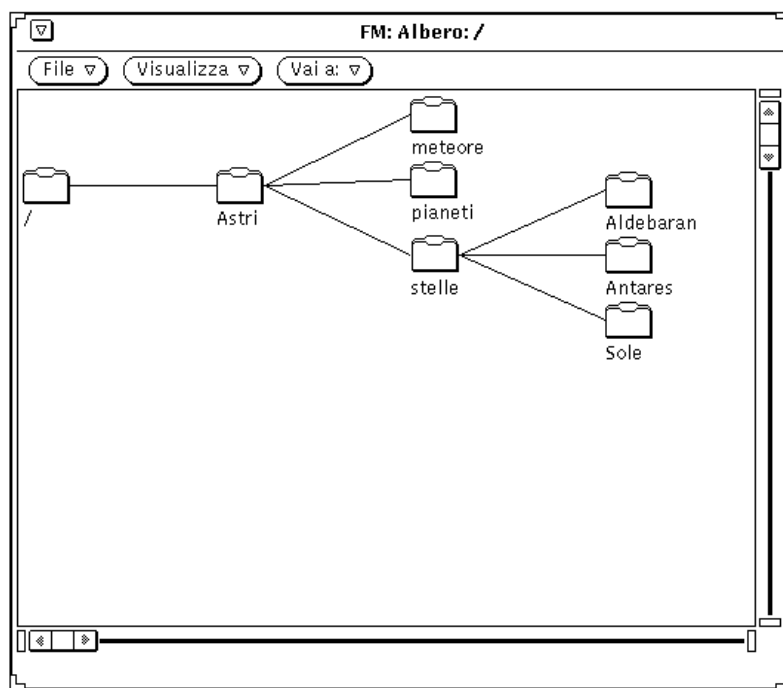 FM: Albero: /
File Visualizza Vai a:
meteore
/ Astri pianeti Aldebaran
stelle Antares
Sole